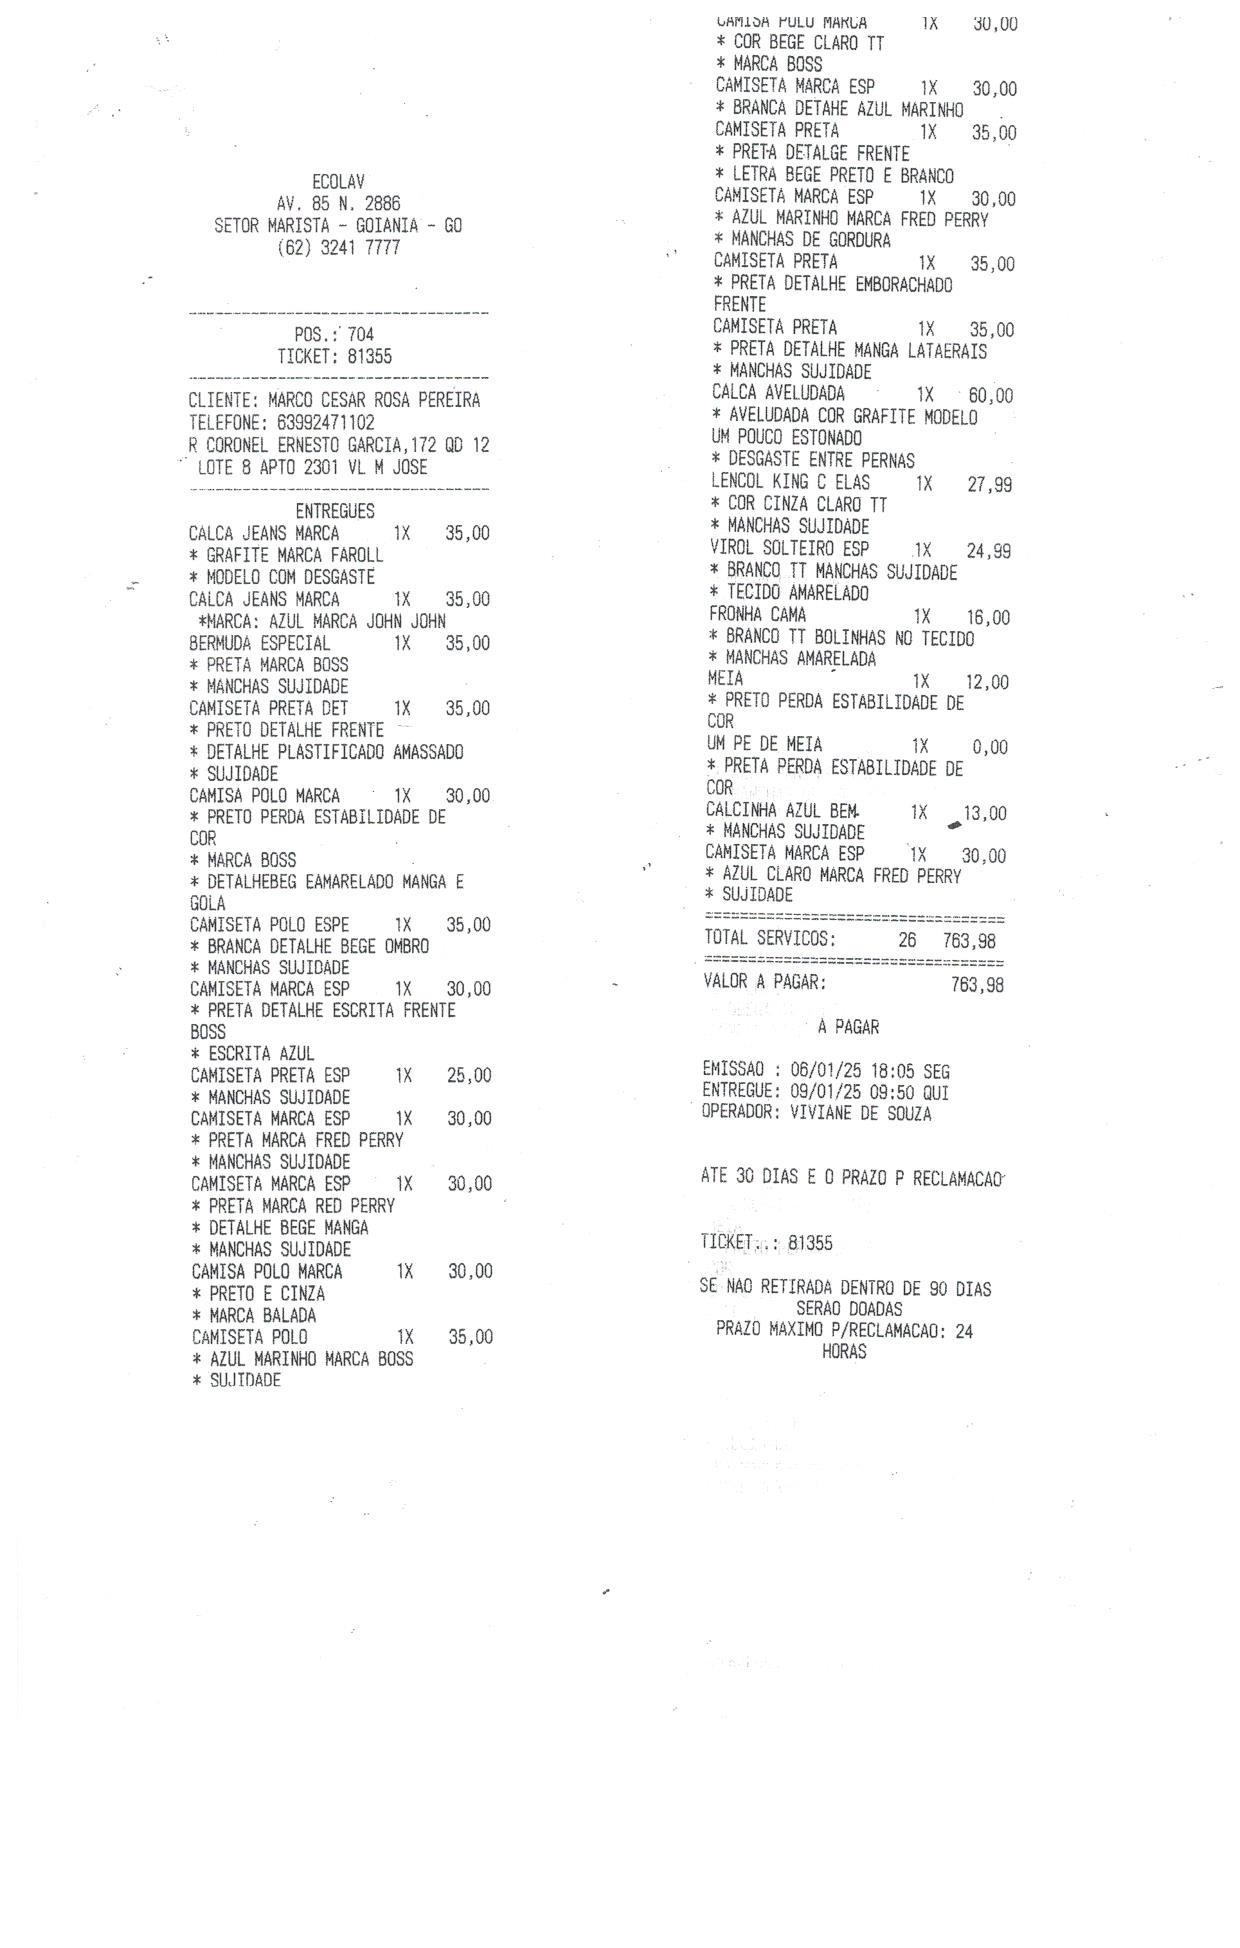 ECOLAV
AV. 85 N. 2886
SETOR MARISTA - GOIANIA - GO
(62) 3241 7777
----------------------------------
POS.: 704
TICKET: 81355
----------------------------------
CLIENTE: MARCO CESAR ROSA PEREIRA
TELEFONE: 63992471102
R CORONEL ERNESTO GARCIA,172 QD 12
LOTE 8 APTO 2301 VL M JOSE
----------------------------------
ENTREGUES
CALCA JEANS MARCA 1X 35,00
* GRAFITE MARCA FAROLL
* MODELO COM DESGASTE
CALCA JEANS MARCA 1X 35,00
*MARCA: AZUL MARCA JOHN JOHN
BERMUDA ESPECIAL 1X 35,00
* PRETA MARCA BOSS
* MANCHAS SUJIDADE
CAMISETA PRETA DET 1X 35,00
* PRETO DETALHE FRENTE
* DETALHE PLASTIFICADO AMASSADO
* SUJIDADE
CAMISA POLO MARCA 1X 30,00
* PRETO PERDA ESTABILIDADE DE
COR
* MARCA BOSS
* DETALHEBEG EAMARELADO MANGA E
GOLA
CAMISETA POLO ESPE 1X 35,00
* BRANCA DETALHE BEGE OMBRO
* MANCHAS SUJIDADE
CAMISETA MARCA ESP 1X 30,00
* PRETA DETALHE ESCRITA FRENTE
BOSS
* ESCRITA AZUL
CAMISETA PRETA ESP 1X 25,00
* MANCHAS SUJIDADE
CAMISETA MARCA ESP 1X 30,00
* PRETA MARCA FRED PERRY
* MANCHAS SUJIDADE
CAMISETA MARCA ESP 1X 30,00
* PRETA MARCA RED PERRY
* DETALHE BEGE MANGA
* MANCHAS SUJIDADE
CAMISA POLO MARCA 1X 30,00
* PRETO E CINZA
* MARCA BALADA
CAMISETA POLO 1X 35,00
* AZUL MARINHO MARCA BOSS
* SUJIDADE
CAMISA POLO MARCA 1X 30,00
* COR BEGE CLARO TT
* MARCA BOSS
CAMISETA MARCA ESP 1X 30,00
* BRANCA DETAHE AZUL MARINHO
CAMISETA PRETA 1X 35,00
* PRETA DETALGE FRENTE
* LETRA BEGE PRETO E BRANCO
CAMISETA MARCA ESP 1X 30,00
* AZUL MARINHO MARCA FRED PERRY
* MANCHAS DE GORDURA
CAMISETA PRETA 1X 35,00
* PRETA DETALHE EMBORACHADO
FRENTE
CAMISETA PRETA 1X 35,00
* PRETA DETALHE MANGA LATAERAIS
* MANCHAS SUJIDADE
CALCA AVELUDADA 1X 60,00
* AVELUDADA COR GRAFITE MODELO
UM POUCO ESTONADO
* DESGASTE ENTRE PERNAS
LENCOL KING C ELAS 1X 27,99
* COR CINZA CLARO TT
* MANCHAS SUJIDADE
VIROL SOLTEIRO ESP 1X 24,99
* BRANCO TT MANCHAS SUJIDADE
* TECIDO AMARELADO
FRONHA CAMA 1X 16,00
* BRANCO TT BOLINHAS NO TECIDO
* MANCHAS AMARELADA
MEIA 1X 12,00
* PRETO PERDA ESTABILIDADE DE
COR
UM PE DE MEIA 1X 0,00
* PRETA PERDA ESTABILIDADE DE
COR
CALCINHA AZUL BEM 1X 13,00
* MANCHAS SUJIDADE
CAMISETA MARCA ESP 1X 30,00
* AZUL CLARO MARCA FRED PERRY
* SUJIDADE
==================================
TOTAL SERVICOS: 26 763,98
==================================
VALOR A PAGAR: 763,98
A PAGAR
EMISSAO : 06/01/25 18:05 SEG
ENTREGUE: 09/01/25 09:50 QUI
OPERADOR: VIVIANE DE SOUZA
ATE 30 DIAS E O PRAZO P RECLAMACAO
TICKET..: 81355
SE NAO RETIRADA DENTRO DE 90 DIAS
SERAO DOADAS
PRAZO MAXIMO P/RECLAMACAO: 24
HORAS